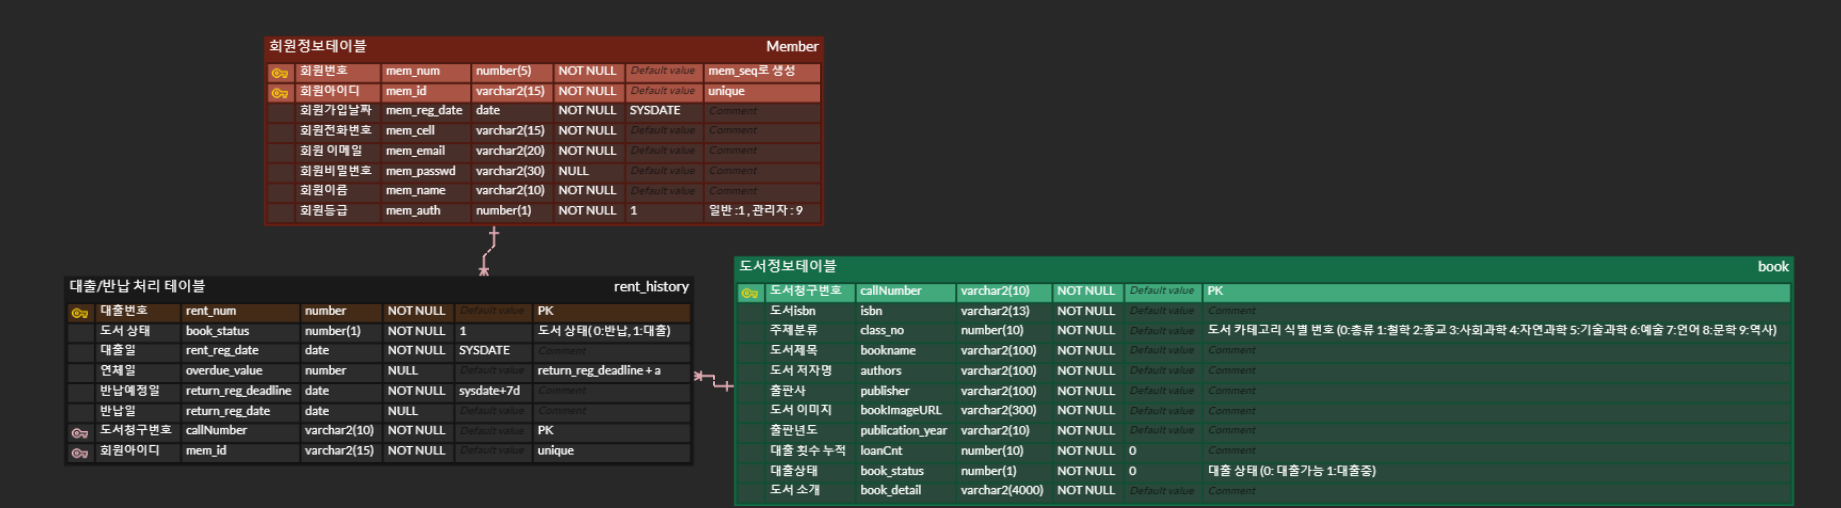 회원정보테이블 Member
회원번호 mem_num number(5) NOT NULL Default value mem_seq로 생성
회원아이디 mem_id varchar2(15) NOT NULL Default value unique
회원가입날짜 mem_reg_date date NOT NULL SYSDATE Comment
회원전화번호 mem_cell varchar2(15) NOT NULL Default value Comment
회원 이메일 mem_email varchar2(20) NOT NULL Default value Comment
회원비밀번호 mem_passwd varchar2(30) NULL Default value Comment
회원이름 mem_name varchar2(10) NOT NULL Default value Comment
회원등급 mem_auth number(1) NOT NULL 1 일반 :1 , 관리자 : 9
대출/반납 처리 테이블 rent_history
대출번호 rent_num number NOT NULL Default value PK
도서 상태 book_status number(1) NOT NULL 1 도서 상태( 0:반납, 1:대출)
대출일 rent_reg_date date NOT NULL SYSDATE Comment
연체일 overdue_value number NULL Default value return_reg_deadline + a
반납예정일 return_reg_deadline date NOT NULL sysdate+7d Comment
반납일 return_reg_date date NULL Default value Comment
도서청구번호 callNumber varchar2(10) NOT NULL Default value PK
회원아이디 mem_id varchar2(15) NOT NULL Default value unique
도서정보테이블 book
도서청구번호 callNumber varchar2(10) NOT NULL Default value PK
도서isbn isbn varchar2(13) NOT NULL Default value Comment
주제분류 class_no number(10) NOT NULL Default value 도서 카테고리 식별 번호 (0:총류 1:철학 2:종교 3:사회과학 4:자연과학 5:기술과학 6:예술 7:언어 8:문학 9:역사)
도서제목 bookname varchar2(100) NOT NULL Default value Comment
도서 저자명 authors varchar2(100) NOT NULL Default value Comment
출판사 publisher varchar2(100) NOT NULL Default value Comment
도서 이미지 bookImageURL varchar2(300) NOT NULL Default value Comment
출판년도 publication_year varchar2(10) NOT NULL Default value Comment
대출 횟수 누적 loanCnt number(10) NOT NULL 0 Comment
대출상태 book_status number(1) NOT NULL 0 대출 상태 (0: 대출가능 1:대출중)
도서 소개 book_detail varchar2(4000) NOT NULL Default value Comment